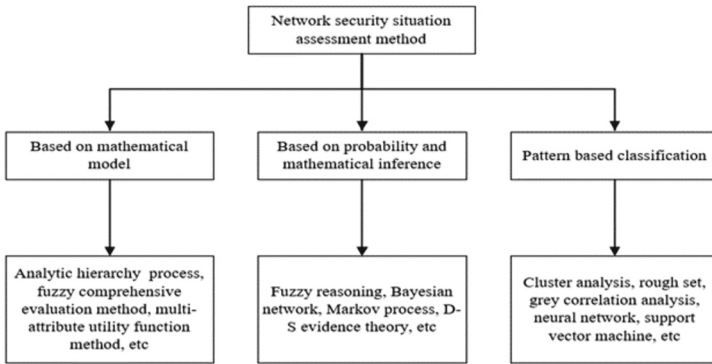 Network security situation
assessment method
Based on mathematical
model
Based on probability and
mathematical inference
Pattern based classification
Analytic hierarchy process,
fuzzy comprehensive
evaluation method, multi-
attribute utility function
method, etc
Fuzzy reasoning, Bayesian
network, Markov process, D-
S evidence theory, etc
Cluster analysis, rough set,
grey correlation analysis,
neural network, support
vector machine, etc